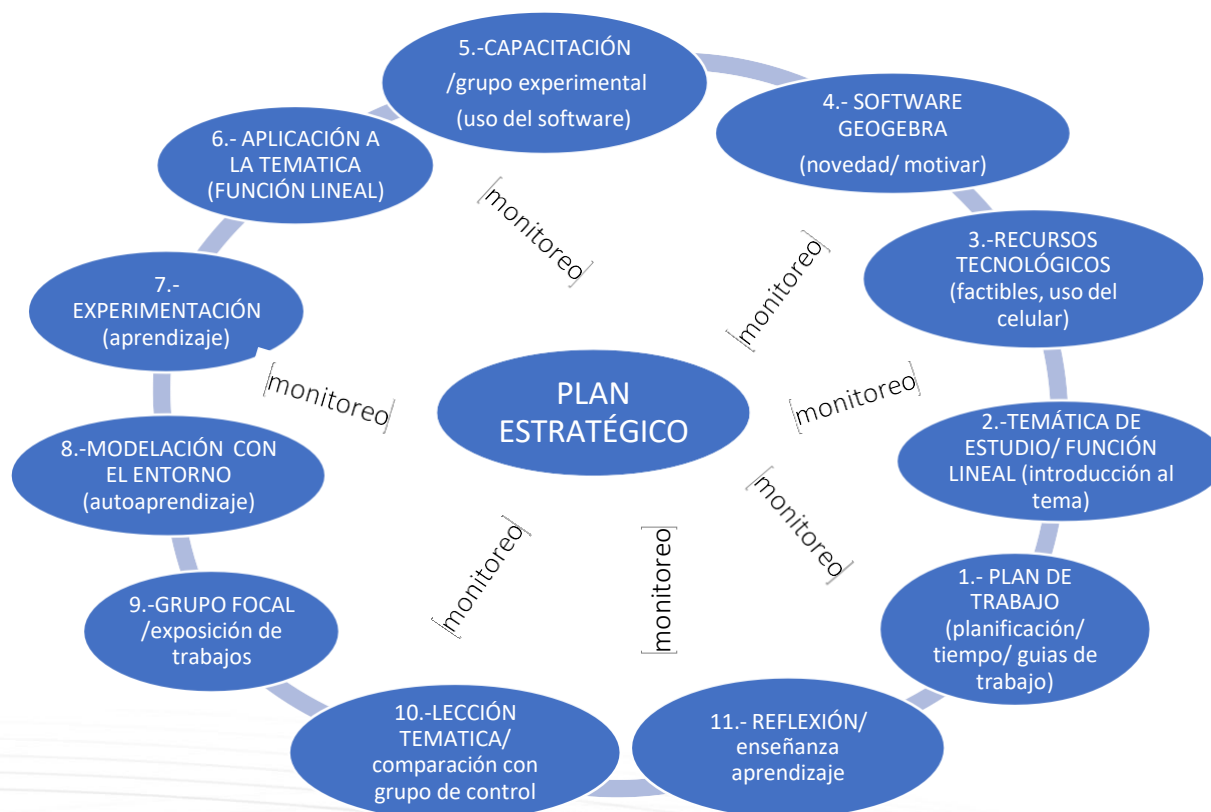 5.-CAPACITACIÓN
/grupo experimental
(uso del software)
4.- SOFTWARE
GEOGEBRA
(novedad/ motivar)
6.- APLICACIÓN A
LA TEMATICA
(FUNCIÓN LINEAL)
[monitoreo]
[monitoreo]
3.-RECURSOS
TECNOLÓGICOS
(factibles, uso del
celular)
7.-
EXPERIMENTACIÓN
(aprendizaje)
[monitoreo]
PLAN
ESTRATÉGICO
[monitoreo]
2.-TEMÁTICA DE
ESTUDIO/ FUNCIÓN
LINEAL (introducción al
tema)
8.-MODELACIÓN CON
EL ENTORNO
(autoaprendizaje)
[monitoreo]
[monitoreo]
[monitoreo]
1.- PLAN DE
TRABAJO
(planificación/
tiempo/ guias de
trabajo)
9.-GRUPO FOCAL
/exposición de
trabajos
10.-LECCIÓN
TEMATICA/
comparación con
grupo de control
11.- REFLEXIÓN/
enseñanza
aprendizaje